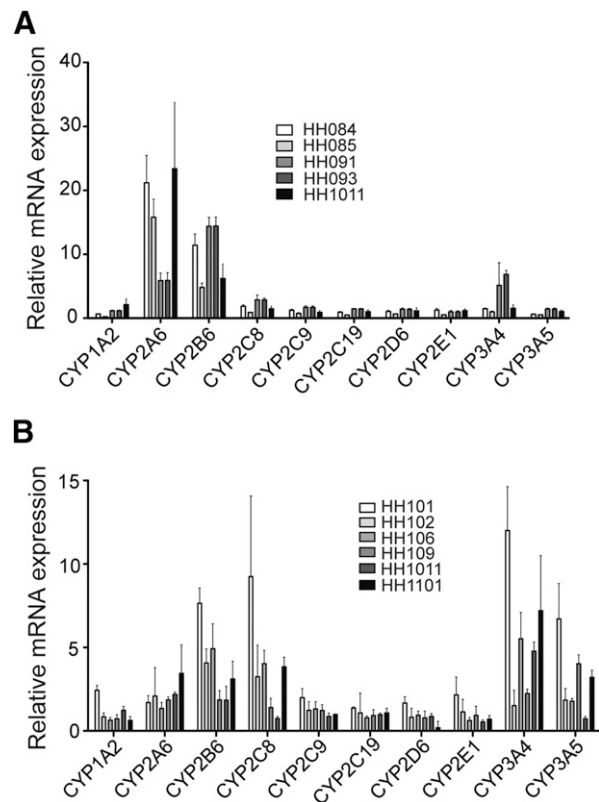 A
Relative mRNA expression
40
30
20
10
0
HH084
HH085
HH091
HH093
HH1011
CYP1A2
CYP2A6
CYP2B6
CYP2C8
CYP2C9
CYP2C19
CYP2D6
CYP2E1
CYP3A4
CYP3A5
B
Relative mRNA expression
15
10
5
0
HH101
HH102
HH106
HH109
HH1011
HH1101
CYP1A2
CYP2A6
CYP2B6
CYP2C8
CYP2C9
CYP2C19
CYP2D6
CYP2E1
CYP3A4
CYP3A5